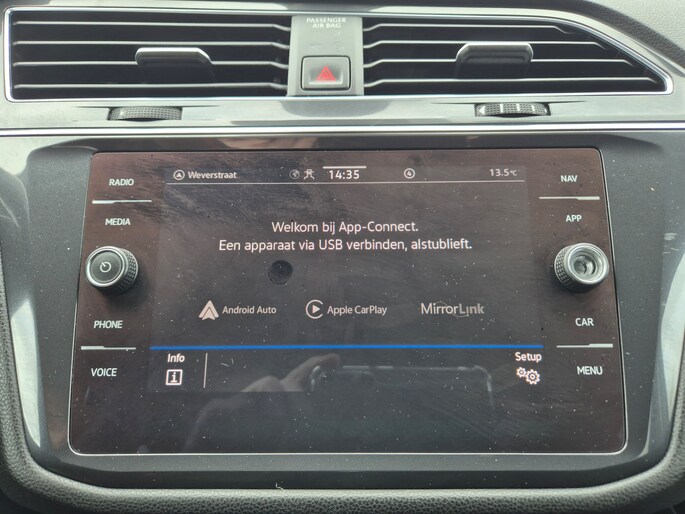 PASSENGER
AIR BAG
RADIO
MEDIA
PHONE
VOICE
Weverstraat
14:35
4
13.5°C
Welkom bij App-Connect.
Een apparaat via USB verbinden, alstublieft.
Android Auto
Apple CarPlay
MirrorLink
Info
Setup
NAV
APP
CAR
MENU